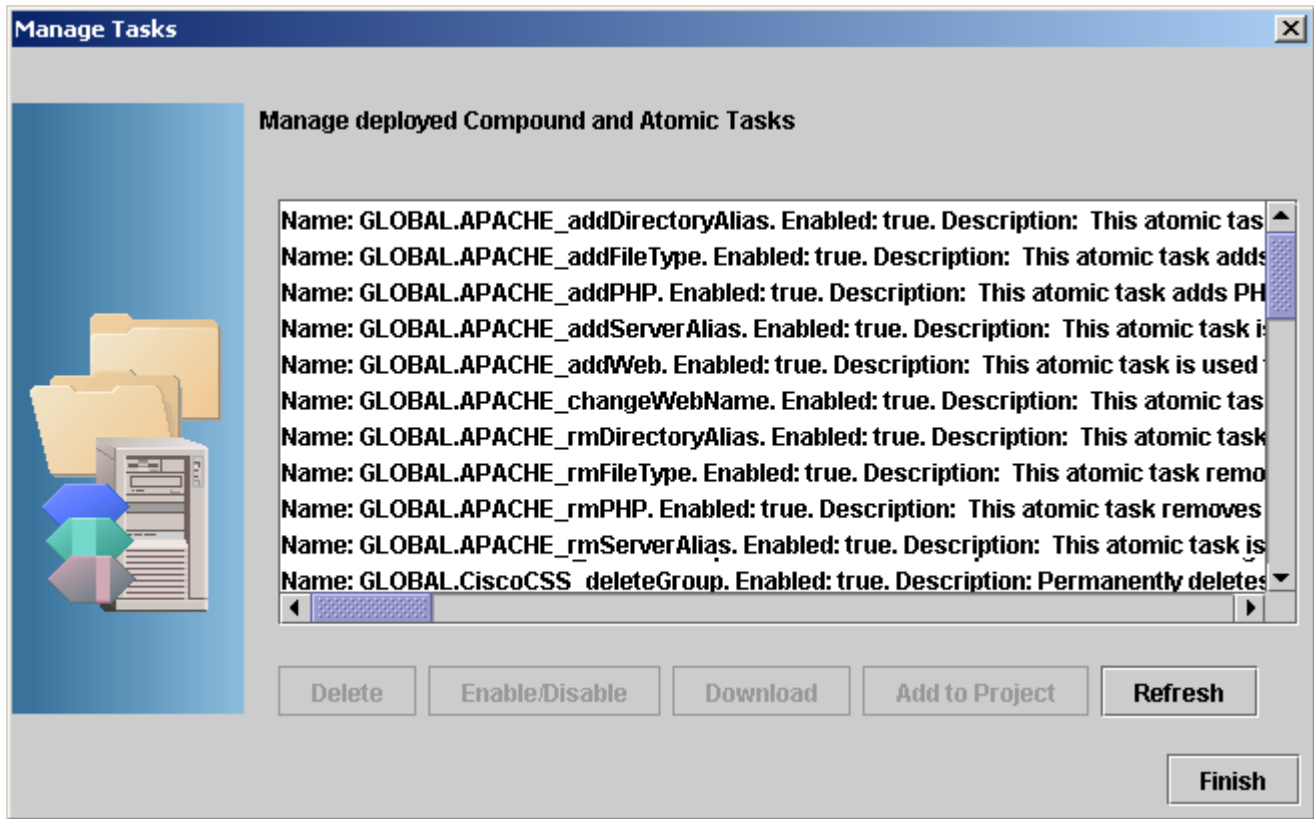 Manage Tasks
Manage deployed Compound and Atomic Tasks
Name: GLOBAL.APACHE_addDirectoryAlias. Enabled: true. Description:  This atomic tas
Name: GLOBAL.APACHE_addFileType. Enabled: true. Description:  This atomic task adds
Name: GLOBAL.APACHE_addPHP. Enabled: true. Description:  This atomic task adds PH
Name: GLOBAL.APACHE_addServerAlias. Enabled: true. Description:  This atomic task is
Name: GLOBAL.APACHE_addWeb. Enabled: true. Description:  This atomic task is used
Name: GLOBAL.APACHE_changeWebName. Enabled: true. Description:  This atomic tas
Name: GLOBAL.APACHE_rmDirectoryAlias. Enabled: true. Description:  This atomic task
Name: GLOBAL.APACHE_rmFileType. Enabled: true. Description:  This atomic task remo
Name: GLOBAL.APACHE_rmPHP. Enabled: true. Description:  This atomic task removes
Name: GLOBAL.APACHE_rmServerAlias. Enabled: true. Description:  This atomic task is
Name: GLOBAL.CiscoCSS_deleteGroup. Enabled: true. Description: Permanently deletes
Delete Enable/Disable Download Add to Project Refresh
Finish